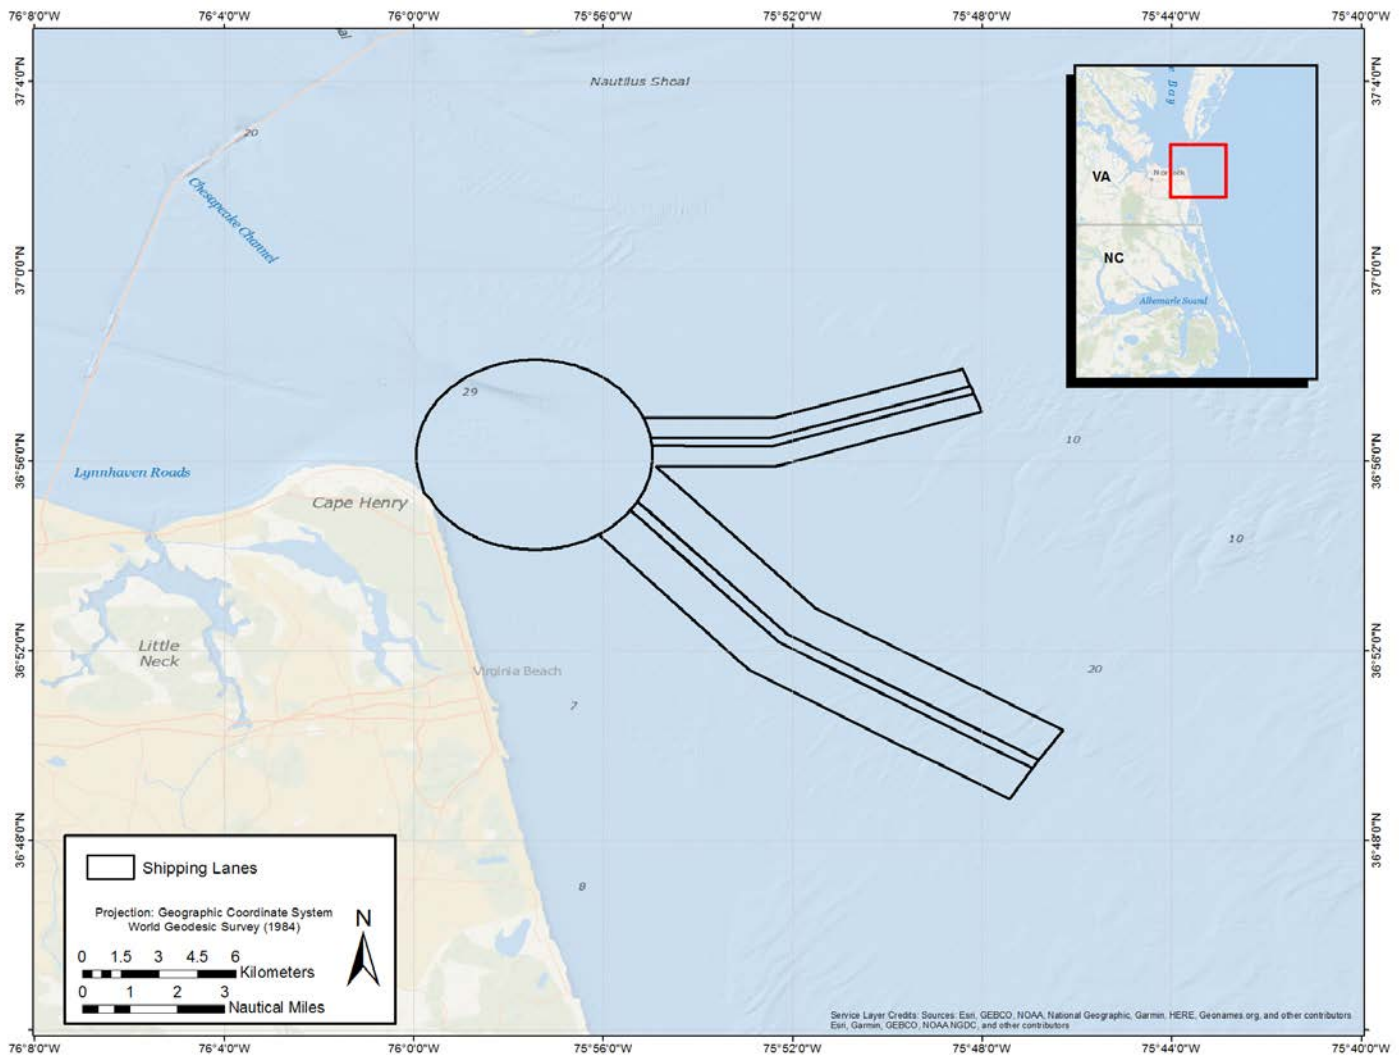 76°8'0"W 76°4'0"W 76°0'0"W 75°56'0"W 75°52'0"W 75°48'0"W 75°44'0"W 75°40'0"W
37°4'0"N
37°0'0"N
36°56'0"N
36°52'0"N
36°48'0"N
al
Nautilus Shoal
20
Chesapeake Channel
29
Lynnhaven Roads
Cape Henry
Little
Neck
Virginia Beach
7
8
10
10
20
e Bay
VA
NC
Albemarle Sound
37°4'0"N
37°0'0"N
36°56'0"N
36°52'0"N
36°48'0"N
Shipping Lanes
Projection: Geographic Coordinate System
World Geodesic Survey (1984)
N
0 1.5 3 4.5 6
Kilometers
0 1 2 3
Nautical Miles
Service Layer Credits: Sources: Esri, GEBCO, NOAA, National Geographic, Garmin, HERE, Geonames.org, and other contributors
Esri, Garmin, GEBCO, NOAA NGDC, and other contributors
76°8'0"W 76°4'0"W 76°0'0"W 75°56'0"W 75°52'0"W 75°48'0"W 75°44'0"W 75°40'0"W